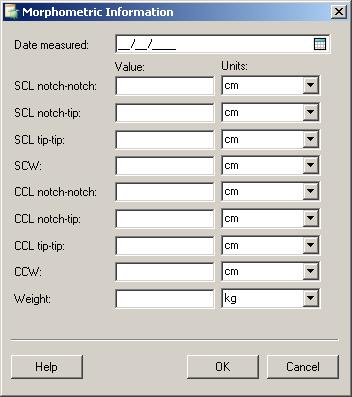 Morphometric Information
Date measured: __/__/____
Value: Units:
SCL notch-notch: cm
SCL notch-tip: cm
SCL tip-tip: cm
SCW: cm
CCL notch-notch: cm
CCL notch-tip: cm
CCL tip-tip: cm
CCW: cm
Weight: kg
Help OK Cancel